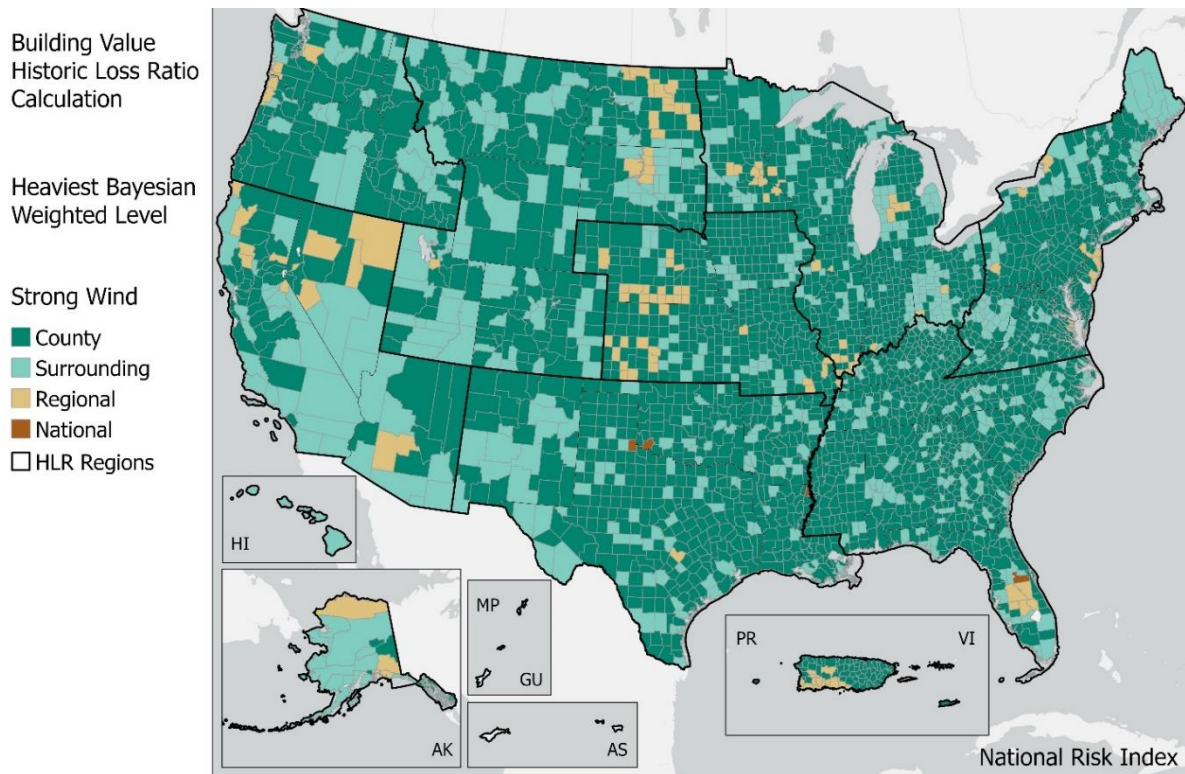 Building Value
Historic Loss Ratio
Calculation
Heaviest Bayesian
Weighted Level
Strong Wind
County
Surrounding
Regional
National
HLR Regions
HI
AK
MP
GU
AS
PR
VI
National Risk Index